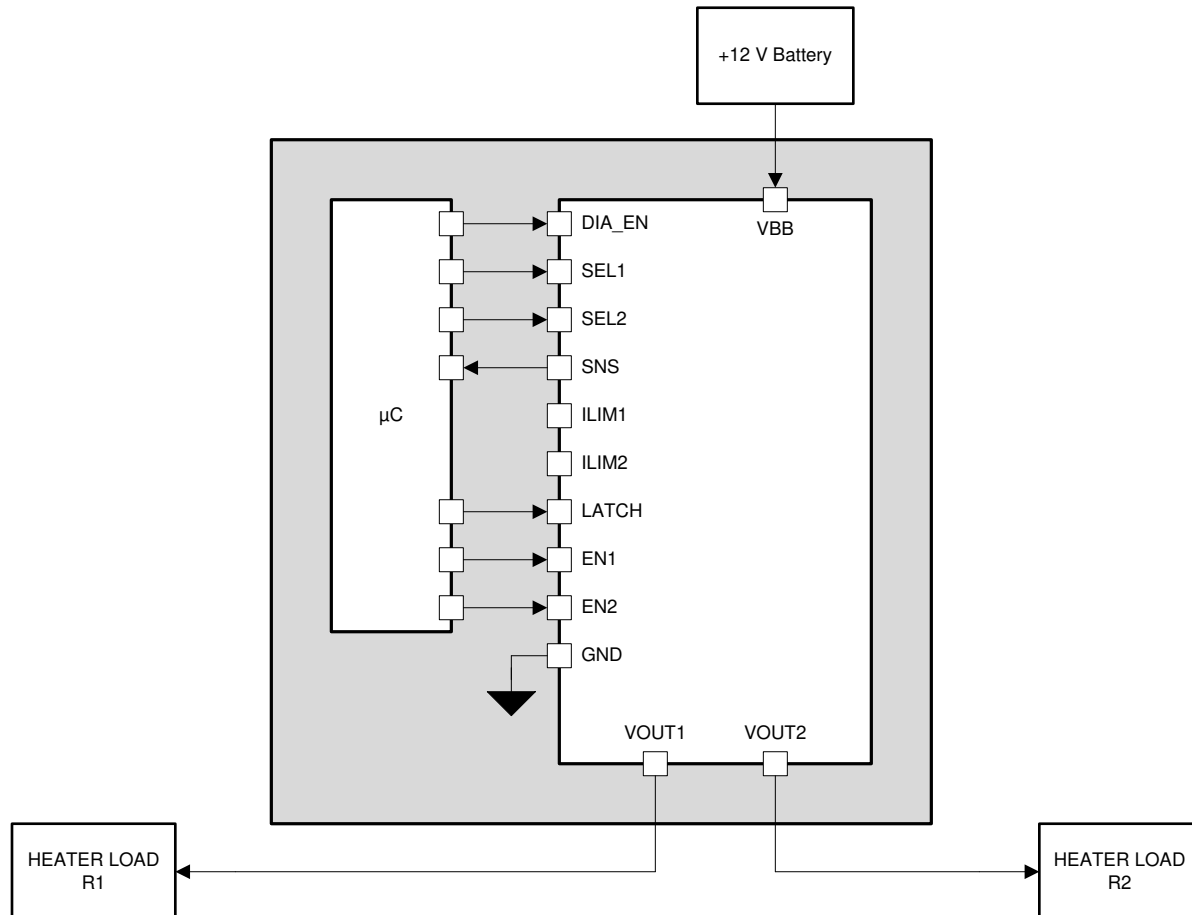 +12 V Battery
VBB
DIA_EN
SEL1
SEL2
SNS
µC
ILIM1
ILIM2
LATCH
EN1
EN2
GND
VOUT1
VOUT2
HEATER LOAD
R1
HEATER LOAD
R2